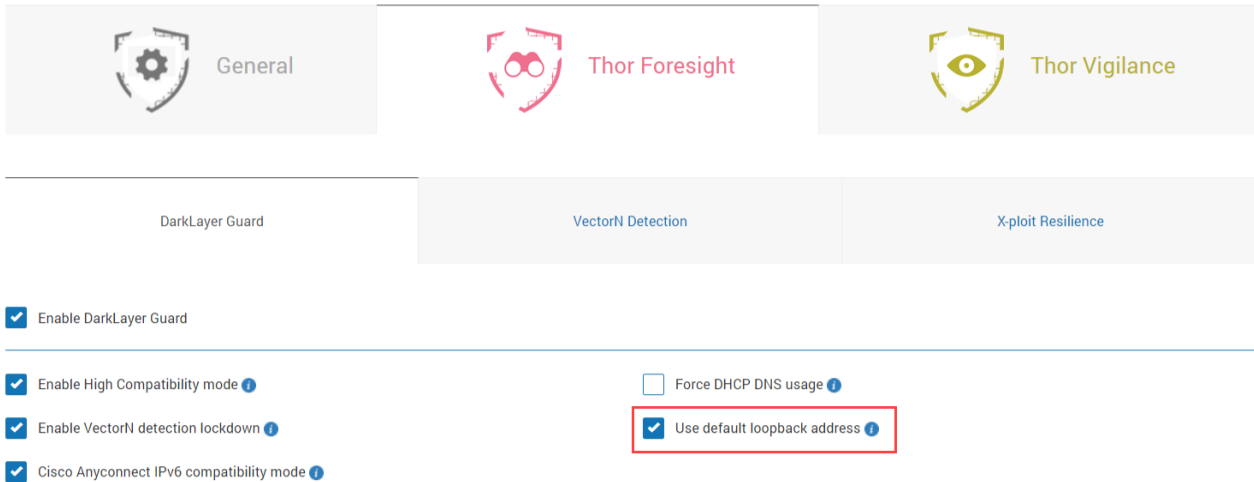 General
Thor Foresight
Thor Vigilance
DarkLayer Guard
VectorN Detection
X-ploit Resilience
Enable DarkLayer Guard
Enable High Compatibility mode
Force DHCP DNS usage
Enable VectorN detection lockdown
Use default loopback address
Cisco Anyconnect IPv6 compatibility mode